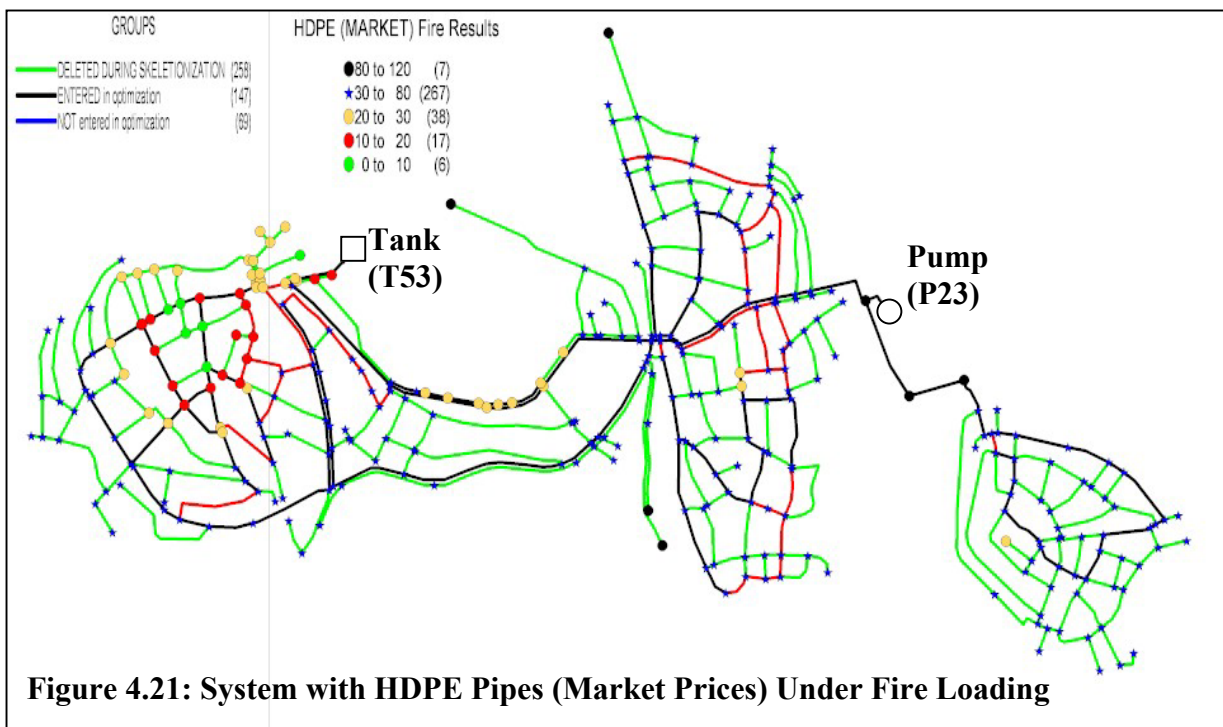 GROUPS
DELETED DURING SKELETIONIZATION (258)
ENTERED in optimization (147)
NOT entered in optimization (69)
HDPE (MARKET) Fire Results
80 to 120 (7)
30 to 80 (267)
20 to 30 (38)
10 to 20 (17)
0 to 10 (6)
Tank
(T53)
Pump
(P23)
Figure 4.21: System with HDPE Pipes (Market Prices) Under Fire Loading